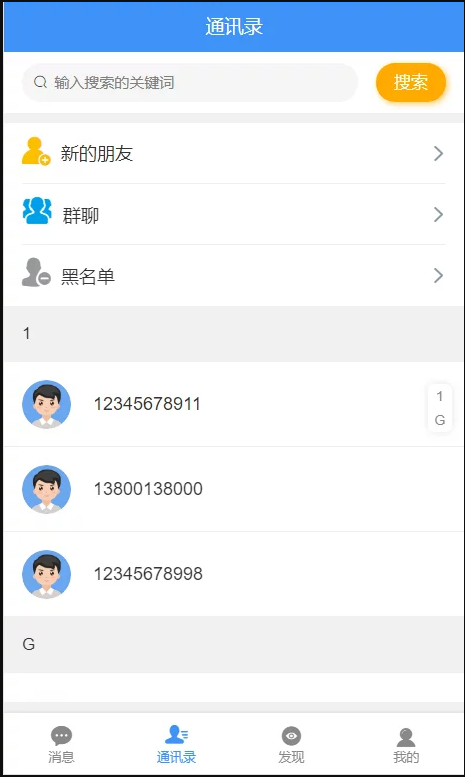 通讯录
输入搜索的关键词
搜索
新的朋友
群聊
黑名单
1
12345678911
1
G
13800138000
12345678998
G
消息
通讯录
发现
我的